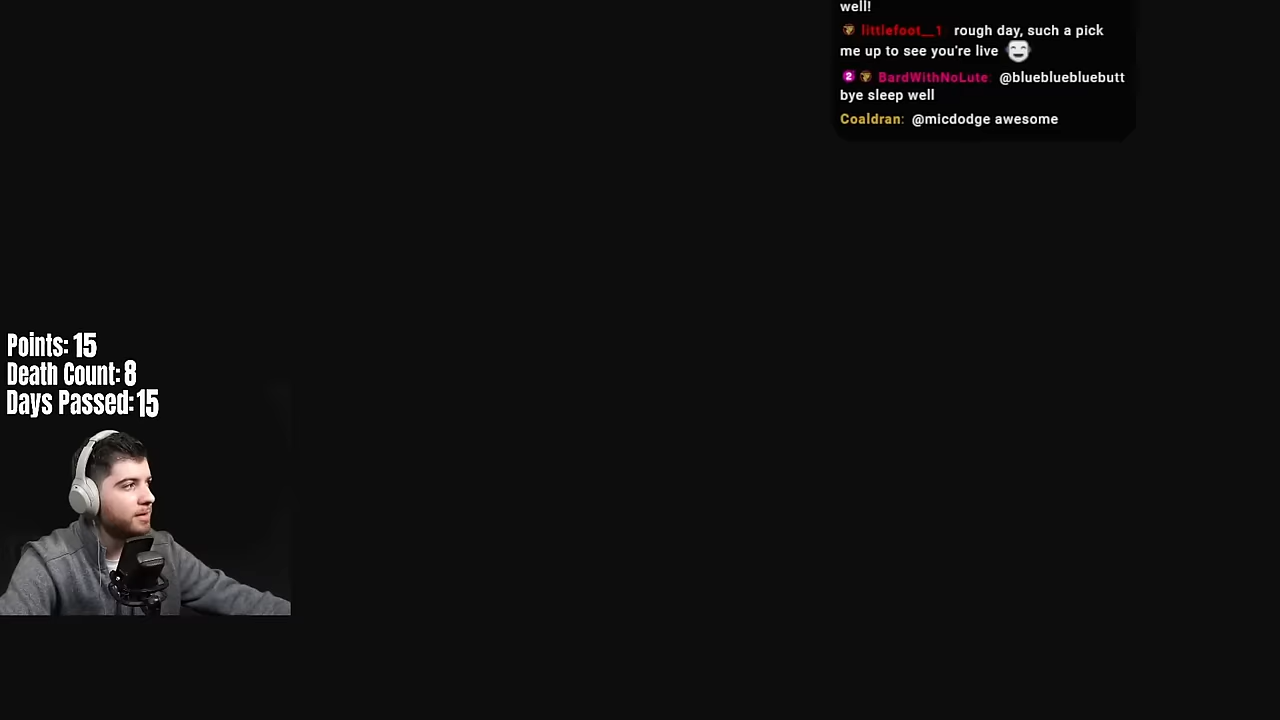 well!
littlefoot__1 rough day, such a pick
me up to see you're live
2 BardWithNoLute: @bluebluebluebutt
bye sleep well
Coaldran: @micdodge awesome
Points: 15
Death Count: 8
Days Passed: 15